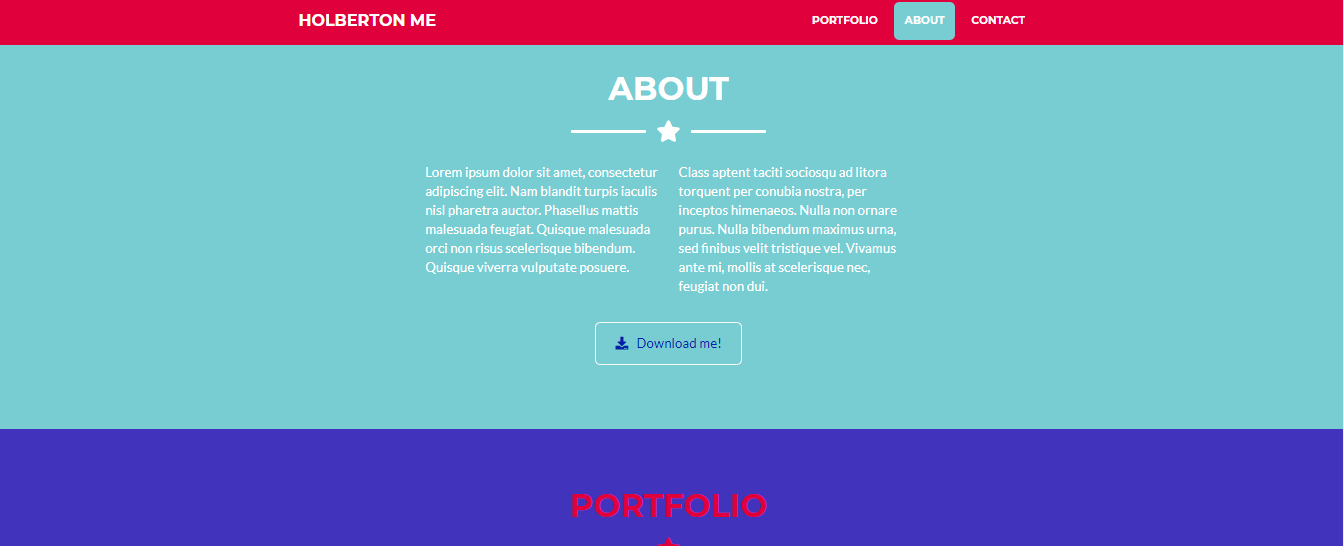 HOLBERTON ME
PORTFOLIO
ABOUT
CONTACT
ABOUT
Lorem ipsum dolor sit amet, consectetur
adipiscing elit. Nam blandit turpis iaculis
nisl pharetra auctor. Phasellus mattis
malesuada feugiat. Quisque malesuada
orci non risus scelerisque bibendum.
Quisque viverra vulputate posuere.
Class aptent taciti sociosqu ad litora
torquent per conubia nostra, per
inceptos himenaeos. Nulla non ornare
purus. Nulla bibendum maximus urna,
sed finibus velit tristique vel. Vivamus
ante mi, mollis at scelerisque nec,
feugiat non dui.
Download me!
PORTFOLIO